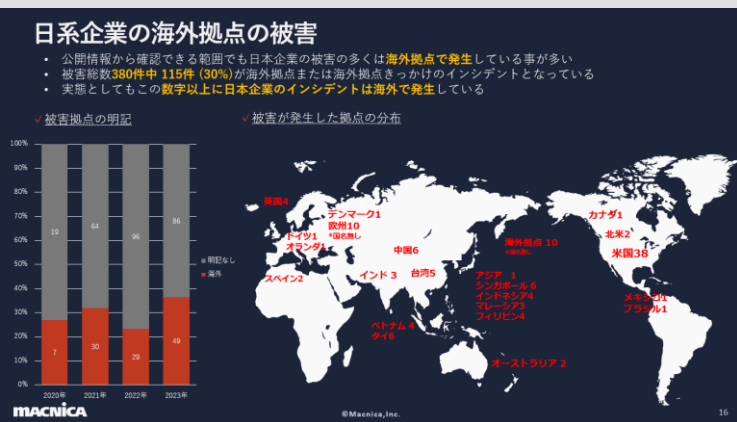 日系企業の海外拠点の被害
• 公開情報から確認できる範囲でも日本企業の被害の多くは海外拠点で発生している事が多い
• 被害総数380件中 115件 (30%)が海外拠点または海外拠点きっかけのインシデントとなっている
• 実態としてもこの数字以上に日本企業のインシデントは海外で発生している
✓被害拠点の明記
✓被害が発生した拠点の分布
100%
90%
80%
70%
60%
50%
40%
30%
20%
10%
0%
19
64
96
86
7
30
29
49
2020年
2021年
2022年
2023年
明記なし
海外
英国4
デンマーク1
欧州10
*国名無し
ドイツ1
オランダ1
スペイン2
中国6
インド 3
台湾5
ベトナム 4
タイ6
海外拠点 10
*国名無し
アジア 1
シンガポール 6
インドネシア4
マレーシア3
フィリピン4
オーストラリア 2
カナダ1
北米2
米国38
メキシコ1
ブラジル1
MACNICA
©Macnica,Inc.
16